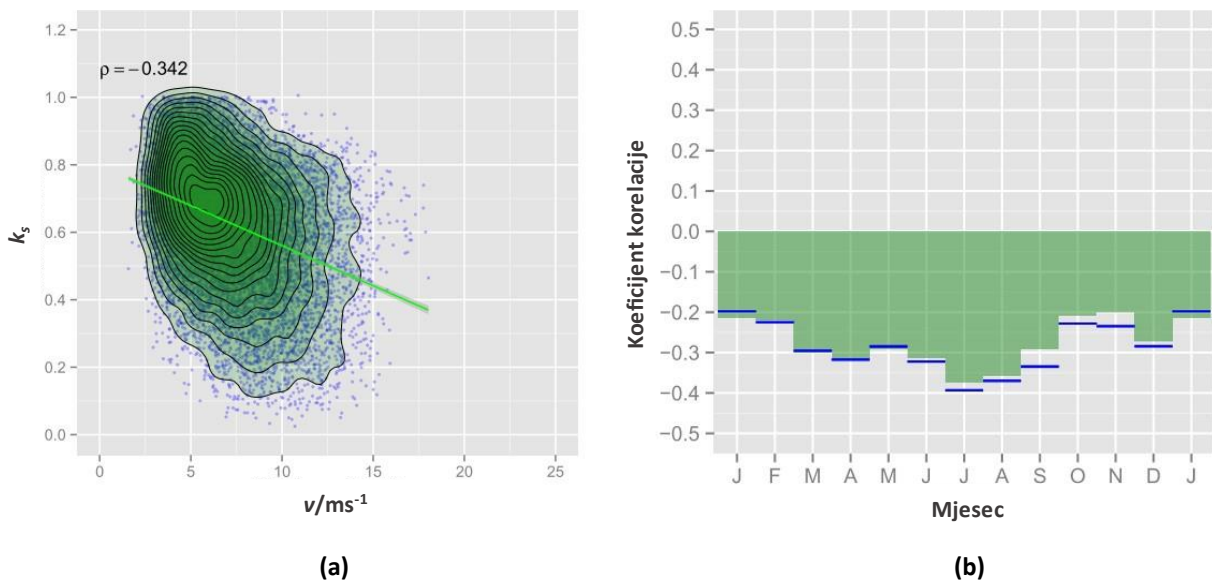 1.2
1.0
0.8
0.6
0.4
0.2
0.0
ρ = −0.342
k_s
0 5 10 15 20 25
v/ms⁻¹
(a)
0.5
0.4
0.3
0.2
0.1
0.0
−0.1
−0.2
−0.3
−0.4
−0.5
Koeficijent korelacije
J F M A M J J A S O N D J
Mjesec
(b)